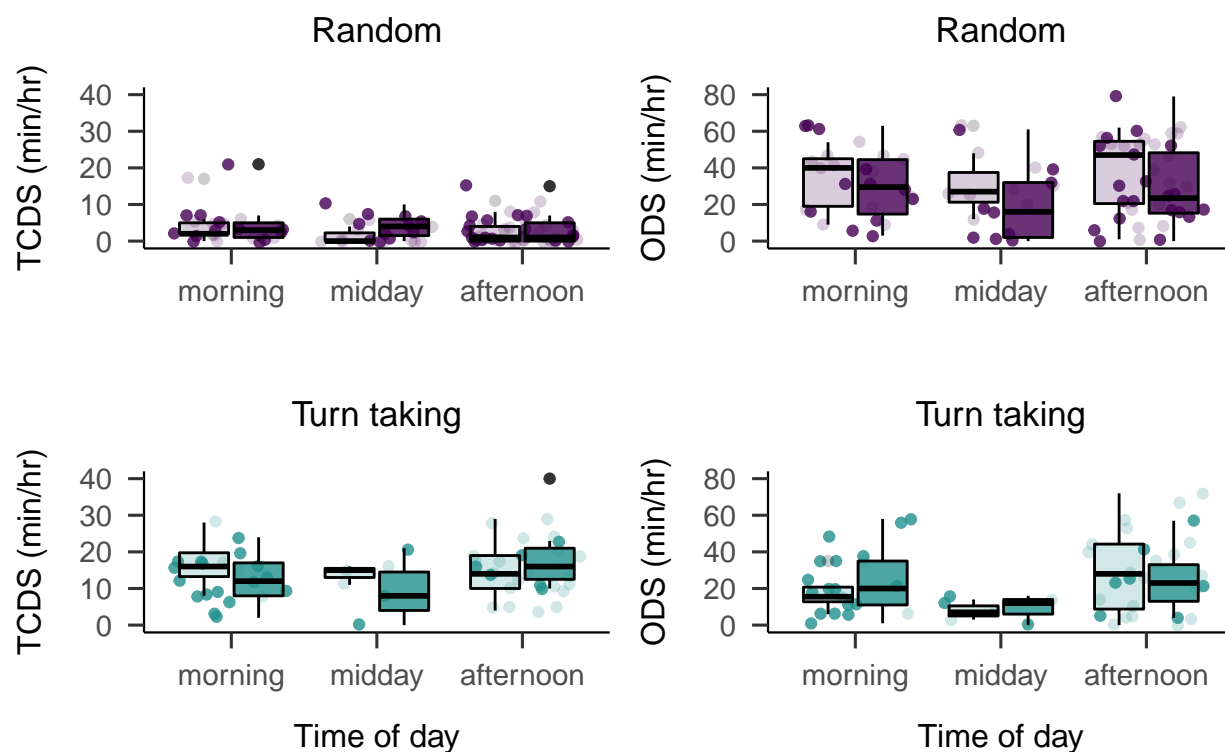 Random
TCDS (min/hr)
40
30
20
10
0
morning midday afternoon
Random
ODS (min/hr)
80
60
40
20
0
morning midday afternoon
Turn taking
TCDS (min/hr)
40
30
20
10
0
morning midday afternoon
Time of day
Turn taking
ODS (min/hr)
80
60
40
20
0
morning midday afternoon
Time of day